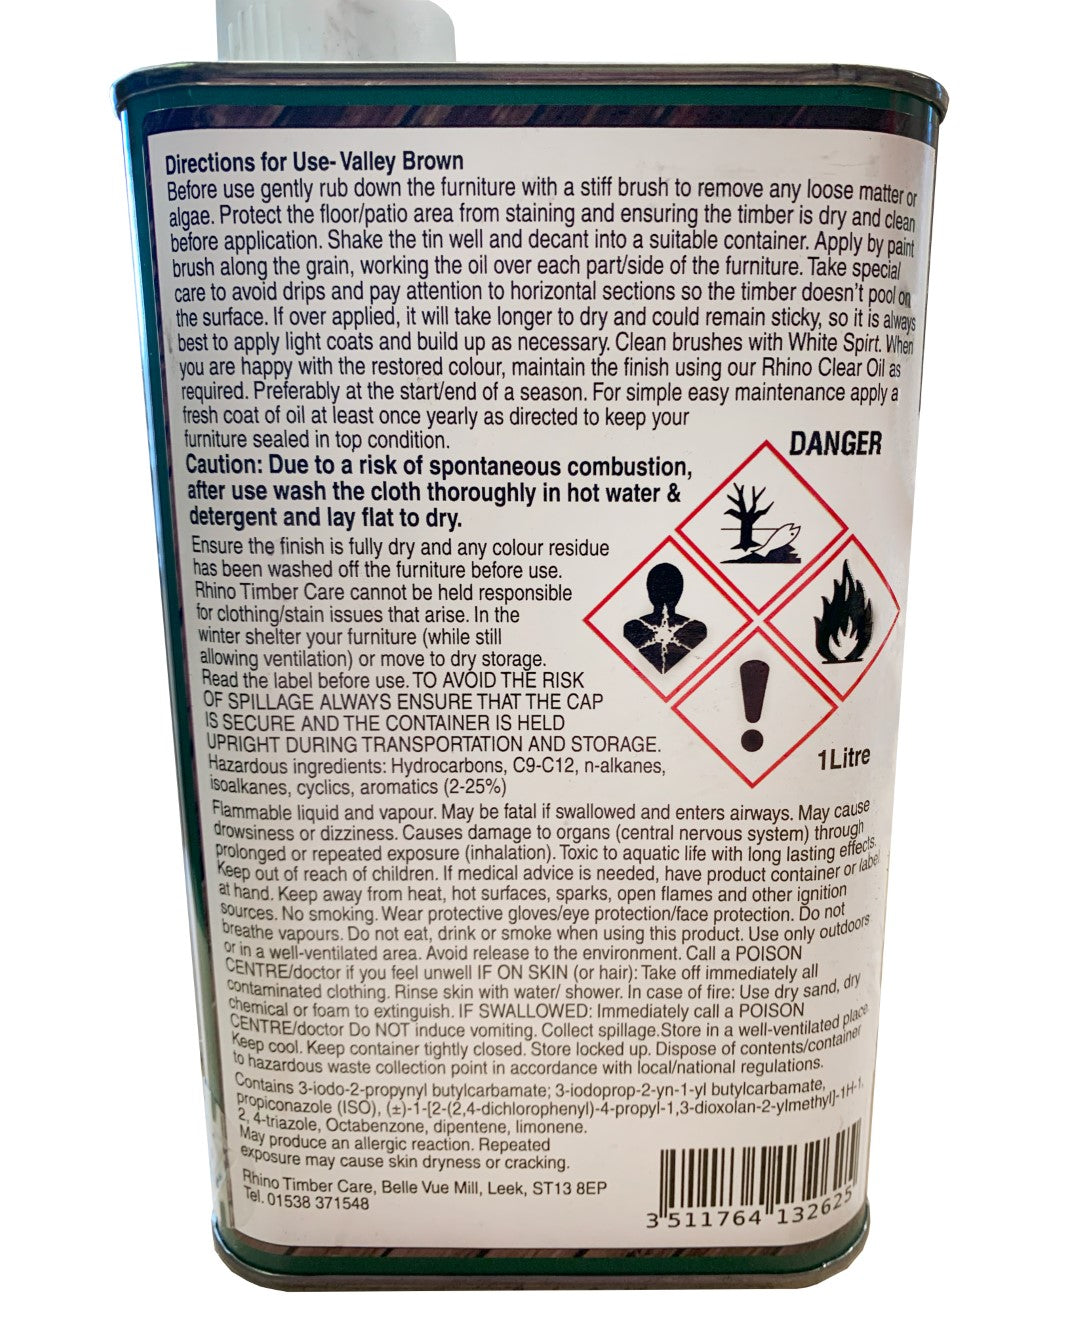 Directions for Use- Valley Brown
Before use gently rub down the furniture with a stiff brush to remove any loose matter or
algae. Protect the floor/patio area from staining and ensuring the timber is dry and clean
before application. Shake the tin well and decant into a suitable container. Apply by paint
brush along the grain, working the oil over each part/side of the furniture. Take special
care to avoid drips and pay attention to horizontal sections so the timber doesn't pool on
the surface. If over applied, it will take longer to dry and could remain sticky, so it is always
best to apply light coats and build up as necessary. Clean brushes with White Spirt. When
you are happy with the restored colour, maintain the finish using our Rhino Clear Oil as
required. Preferably at the start/end of a season. For simple easy maintenance apply a
fresh coat of oil at least once yearly as directed to keep your
furniture sealed in top condition.
DANGER
Caution: Due to a risk of spontaneous combustion,
after use wash the cloth thoroughly in hot water &
detergent and lay flat to dry.
Ensure the finish is fully dry and any colour residue
has been washed off the furniture before use.
Rhino Timber Care cannot be held responsible
for clothing/stain issues that arise. In the
winter shelter your furniture (while still
allowing ventilation) or move to dry storage.
Read the label before use. TO AVOID THE RISK
OF SPILLAGE ALWAYS ENSURE THAT THE CAP
IS SECURE AND THE CONTAINER IS HELD
UPRIGHT DURING TRANSPORTATION AND STORAGE.
1Litre
Hazardous ingredients: Hydrocarbons, C9-C12, n-alkanes,
isoalkanes, cyclics, aromatics (2-25%)
Flammable liquid and vapour. May be fatal if swallowed and enters airways. May cause
drowsiness or dizziness. Causes damage to organs (central nervous system) through
prolonged or repeated exposure (inhalation). Toxic to aquatic life with long lasting effects.
Keep out of reach of children. If medical advice is needed, have product container or label
at hand. Keep away from heat, hot surfaces, sparks, open flames and other ignition
sources. No smoking. Wear protective gloves/eye protection/face protection. Do not
breathe vapours. Do not eat, drink or smoke when using this product. Use only outdoors
or in a well-ventilated area. Avoid release to the environment. Call a POISON
CENTRE/doctor if you feel unwell IF ON SKIN (or hair): Take off immediately all
contaminated clothing. Rinse skin with water/ shower. In case of fire: Use dry sand, dry
chemical or foam to extinguish. IF SWALLOWED: Immediately call a POISON
CENTRE/doctor Do NOT induce vomiting. Collect spillage.Store in a well-ventilated place.
Keep cool. Keep container tightly closed. Store locked up. Dispose of contents/container
to hazardous waste collection point in accordance with local/national regulations.
Contains 3-iodo-2-propynyl butylcarbamate; 3-iodoprop-2-yn-1-yl butylcarbamate,
propiconazole (ISO), (±)-1-[2-(2,4-dichlorophenyl)-4-propyl-1,3-dioxolan-2-ylmethyl]-1H-1,
2, 4-triazole, Octabenzone, dipentene, limonene.
May produce an allergic reaction. Repeated
exposure may cause skin dryness or cracking.
Rhino Timber Care, Belle Vue Mill, Leek, ST13 8EP
Tel. 01538 371548
3 511764 132625